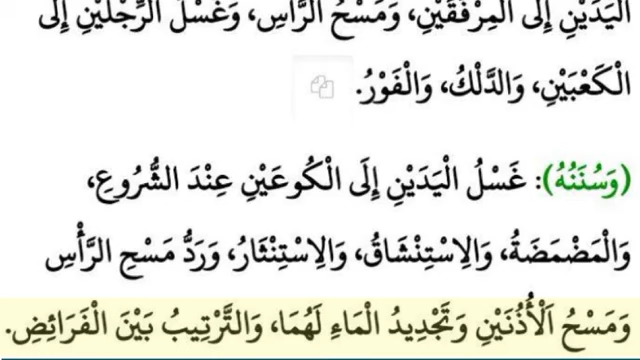 الْيَدَيْنِ إِلَى الْمِرْفَقَيْنِ، وَمَسْحُ الرَّأْسِ، وَغَسْلُ الرِّجْلَيْنِ إِلَى
الْكَعْبَيْنِ، وَالدَّلْكُ، وَالْفَوْرُ.
(وَسُنَنُهُ): غَسْلُ الْيَدَيْنِ إِلَى الْكُوعَيْنِ عِنْدَ الشُّرُوعِ،
وَالْمَضْمَضَةُ، وَالِاسْتِنْشَاقُ، وَالِاسْتِنْثَارُ، وَرَدُّ مَسْحِ الرَّأْسِ
وَمَسْحُ اَلْأُذُنَيْنِ وَتَجْدِيدُ الْمَاءِ لَهُمَا، وَالتَّرْتِيبُ بَيْنَ الْفَرَائِضِ.